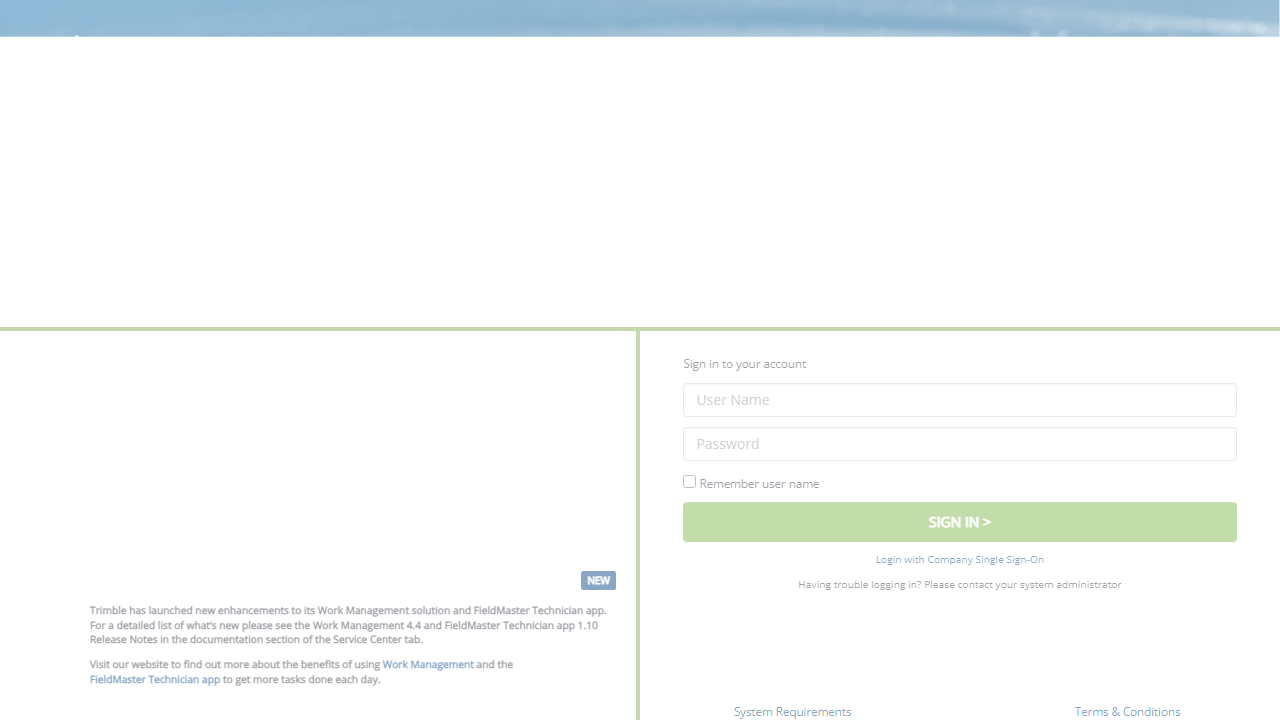 NEW
Trimble has launched new enhancements to its Work Management solution and FieldMaster Technician app.
For a detailed list of what's new please see the Work Management 4.4 and FieldMaster Technician app 1.10
Release Notes in the documentation section of the Service Center tab.
Visit our website to find out more about the benefits of using Work Management and the
FieldMaster Technician app to get more tasks done each day.
Sign in to your account
User Name
Password
Remember user name
SIGN IN >
Login with Company Single Sign-On
Having trouble logging in? Please contact your system administrator
System Requirements
Terms & Conditions